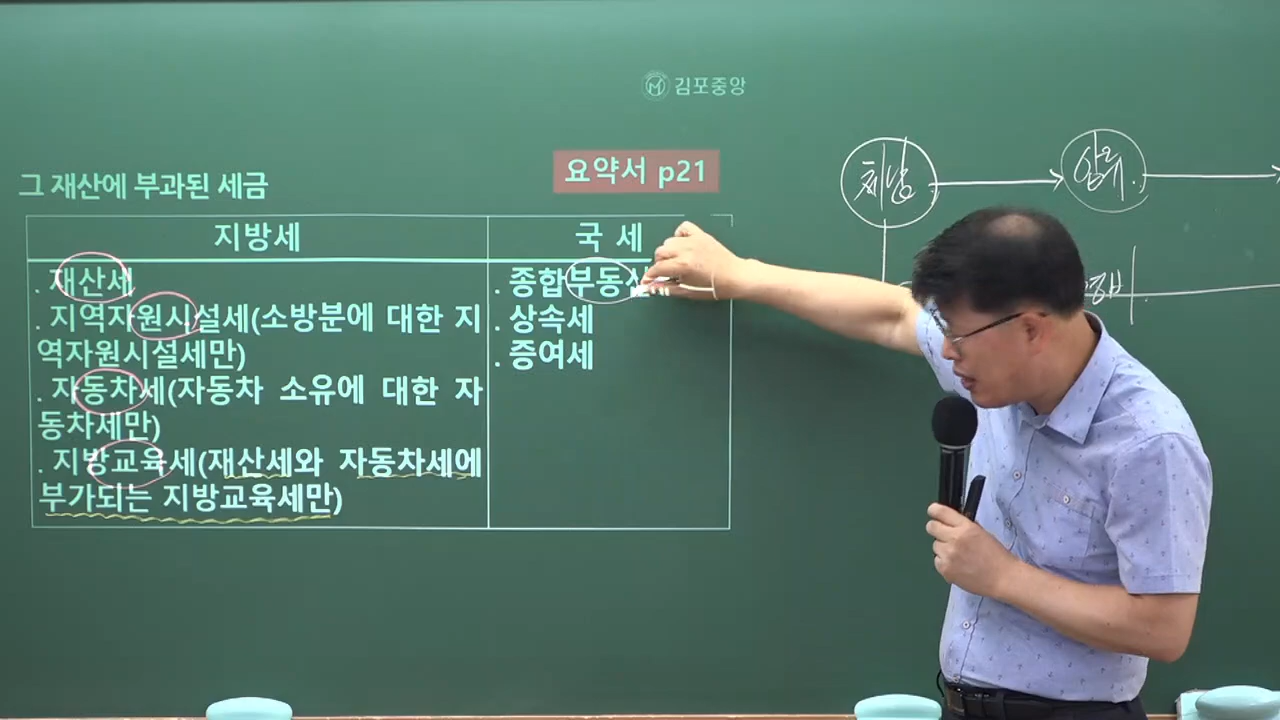 김포중앙
요약서 p21
그 재산에 부과된 세금
지방세
국 세
. 재산세
. 지역자원시설세(소방분에 대한 지
역자원시설세만)
. 자동차세(자동차 소유에 대한 자
동차세만)
. 지방교육세(재산세와 자동차세에
부가되는 지방교육세만)
. 종합부동산
. 상속세
. 증여세
체납
압류